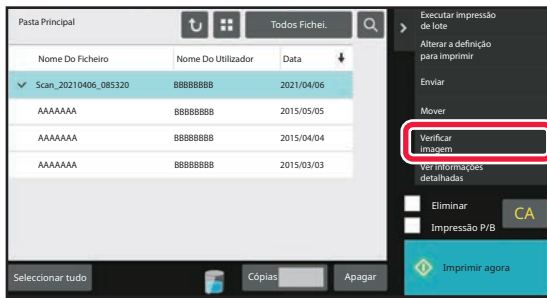 Pasta Principal
Todos Fichei.
Nome Do Ficheiro Nome Do Utilizador Data
Scan_20210406_085320 BBBBBBBB 2021/04/06
AAAAAAA BBBBBBBB 2015/05/05
AAAAAAA BBBBBBBB 2015/04/04
AAAAAAA BBBBBBBB 2015/03/03
Seleccionar tudo
Cópias
Apagar
Executar impressão
de lote
Alterar a definição
para imprimir
Enviar
Mover
Verificar
imagem
Ver informações
detalhadas
Eliminar
Impressão P/B
CA
Imprimir agora